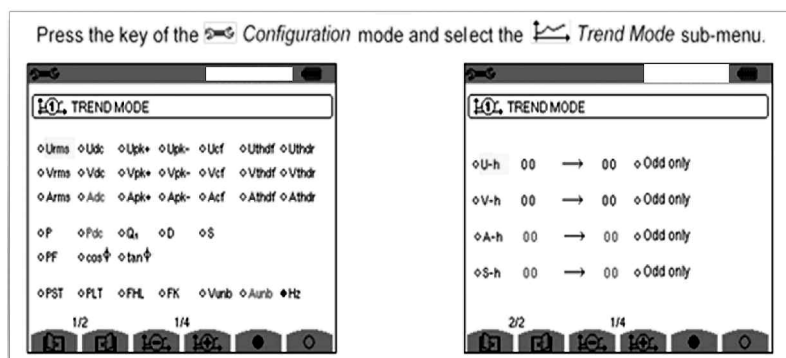 Press the key of the Configuration mode and select the Trend Mode sub-menu.
1 TREND MODE
◇Urms ◇Udc ◇Upk+ ◇Upk- ◇Ucf ◇Uthdf ◇Uthdr
◇Vrms ◇Vdc ◇Vpk+ ◇Vpk- ◇Vcf ◇Vthdf ◇Vthdr
◇Arms ◇Adc ◇Apk+ ◇Apk- ◇Acf ◇Athdf ◇Athdr
◇P ◇Pdc ◇Q₁ ◇D ◇S
◇PF ◇cosΦ ◇tanΦ
◇PST ◇PLT ◇FHL ◇FK ◇Vunb ◇Aunb ◆Hz
1/2 1/4
1 TREND MODE
◇U-h 00 → 00 ◇Odd only
◇V-h 00 → 00 ◇Odd only
◇A-h 00 → 00 ◇Odd only
◇S-h 00 → 00 ◇Odd only
2/2 1/4